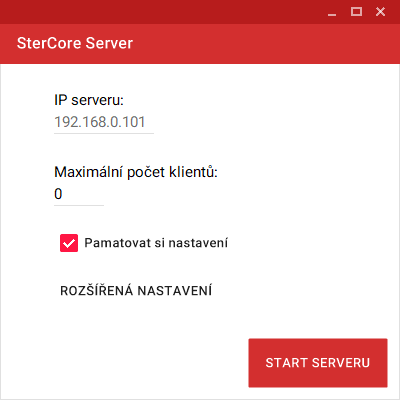 SterCore Server
IP serveru:
192.168.0.101
Maximální počet klientů:
0
Pamatovat si nastavení
ROZŠÍŘENÁ NASTAVENÍ
START SERVERU